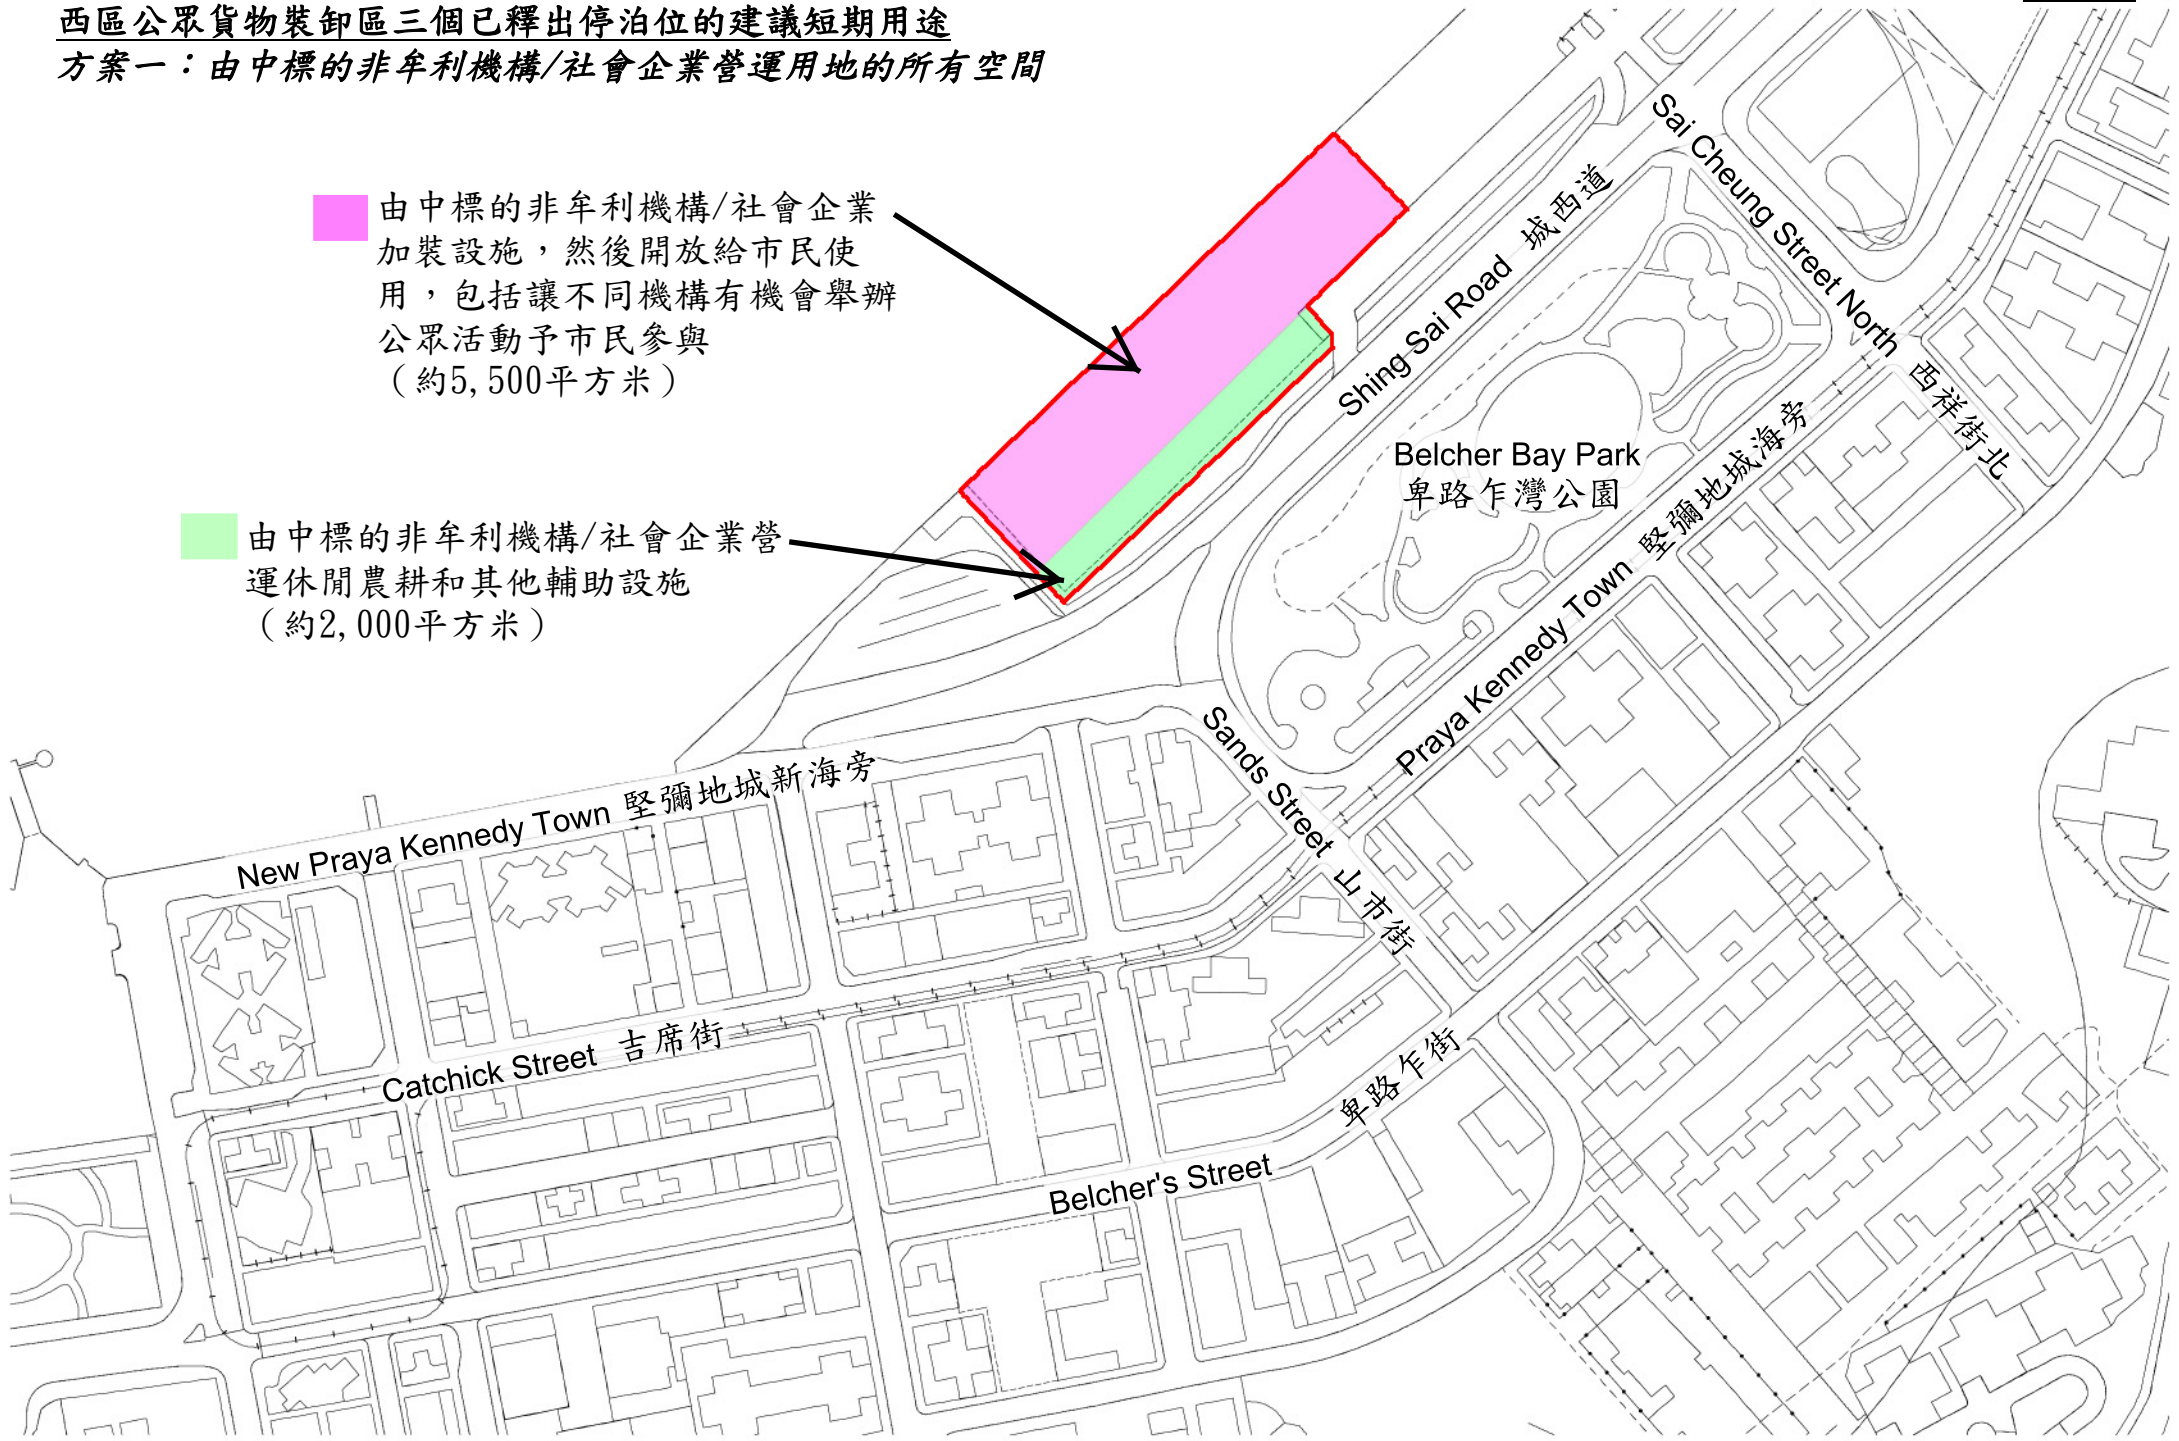 西區公眾貨物裝卸區三個已釋出停泊位的建議短期用途
方案一：由中標的非牟利機構/社會企業營運用地的所有空間
由中標的非牟利機構/社會企業
加裝設施，然後開放給市民使
用，包括讓不同機構有機會舉辦
公眾活動予市民參與
（約5,500平方米）
由中標的非牟利機構/社會企業營
運休閒農耕和其他輔助設施
（約2,000平方米）
Sai Cheung Street North 西祥街北
Shing Sai Road 城西道
Belcher Bay Park
卑路乍灣公園
Praya Kennedy Town 堅彌地城海旁
Sands Street 山市街
New Praya Kennedy Town 堅彌地城新海旁
Catchick Street 吉席街
Belcher's Street 卑路乍街